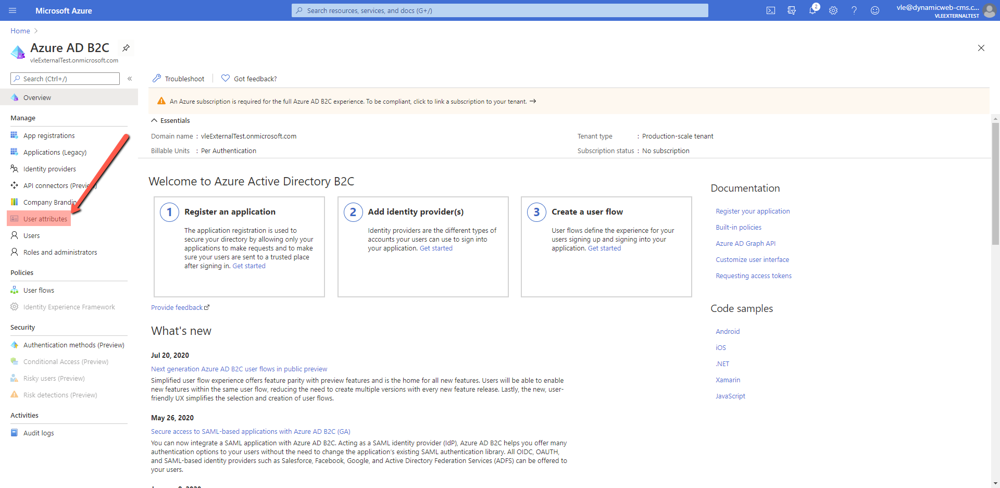 Microsoft Azure
Search resources, services, and docs (G+/)
2
vle@dynamicweb-cms.c...
VLEEXTERNALTEST
Home
Azure AD B2C
vleExternalTest.onmicrosoft.com
Search (Ctrl+/)
«
Overview
Manage
App registrations
Applications (Legacy)
Identity providers
API connectors (Preview)
Company Branding
User attributes
Users
Roles and administrators
Policies
User flows
Identity Experience Framework
Security
Authentication methods (Preview)
Conditional Access (Preview)
Risky users (Preview)
Risk detections (Preview)
Activities
Audit logs
Troubleshoot
Got feedback?
An Azure subscription is required for the full Azure AD B2C experience. To be compliant, click to link a subscription to your tenant. →
Essentials
Domain name : vleExternalTest.onmicrosoft.com
Billable Units : Per Authentication
Tenant type : Production-scale tenant
Subscription status : No subscription
Welcome to Azure Active Directory B2C
1 Register an application
The application registration is used to
secure your directory by allowing only your
applications to make requests and to make
sure your users are sent to a trusted place
after signing in. Get started
2 Add identity provider(s)
Identity providers are the different types of
accounts your users can use to sign into
your application. Get started
3 Create a user flow
User flows define the experience for your
users signing up and signing into your
application. Get started
Provide feedback
What's new
Jul 20, 2020
Next generation Azure AD B2C user flows in public preview
Simplified user flow experience offers feature parity with preview features and is the home for all new features. Users will be able to enable
new features within the same user flow, reducing the need to create multiple versions with every new feature release. Lastly, the new, user-
friendly UX simplifies the selection and creation of user flows.
May 26, 2020
Secure access to SAML-based applications with Azure AD B2C (GA)
You can now integrate a SAML application with Azure AD B2C. Acting as a SAML identity provider (IdP), Azure AD B2C helps you offer many
authentication options to your users without the need to change the application's existing SAML authentication library. All OIDC, OAUTH,
and SAML-based identity providers such as Salesforce, Facebook, Google, and Active Directory Federation Services (ADFS) can be offered to
your users.
Documentation
Register your application
Built-in policies
Azure AD Graph API
Customize user interface
Requesting access tokens
Code samples
Android
iOS
.NET
Xamarin
JavaScript